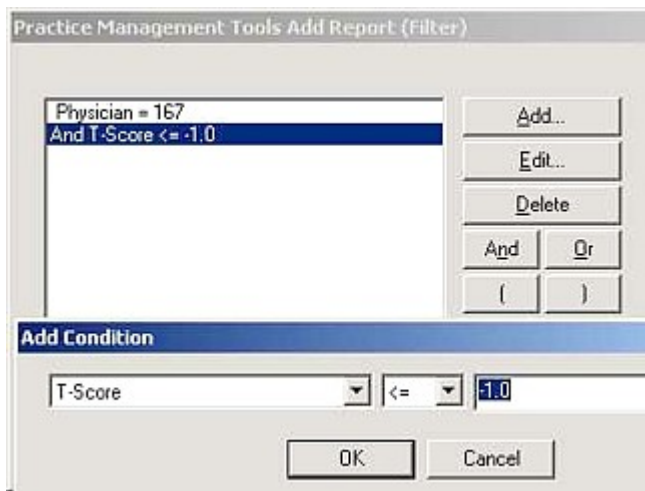 Practice Management Tools Add Report (Filter)
Physician = 167
And T-Score <= -1.0
Add...
Edit...
Delete
And Or
( )
Add Condition
T-Score <= -1.0
OK Cancel